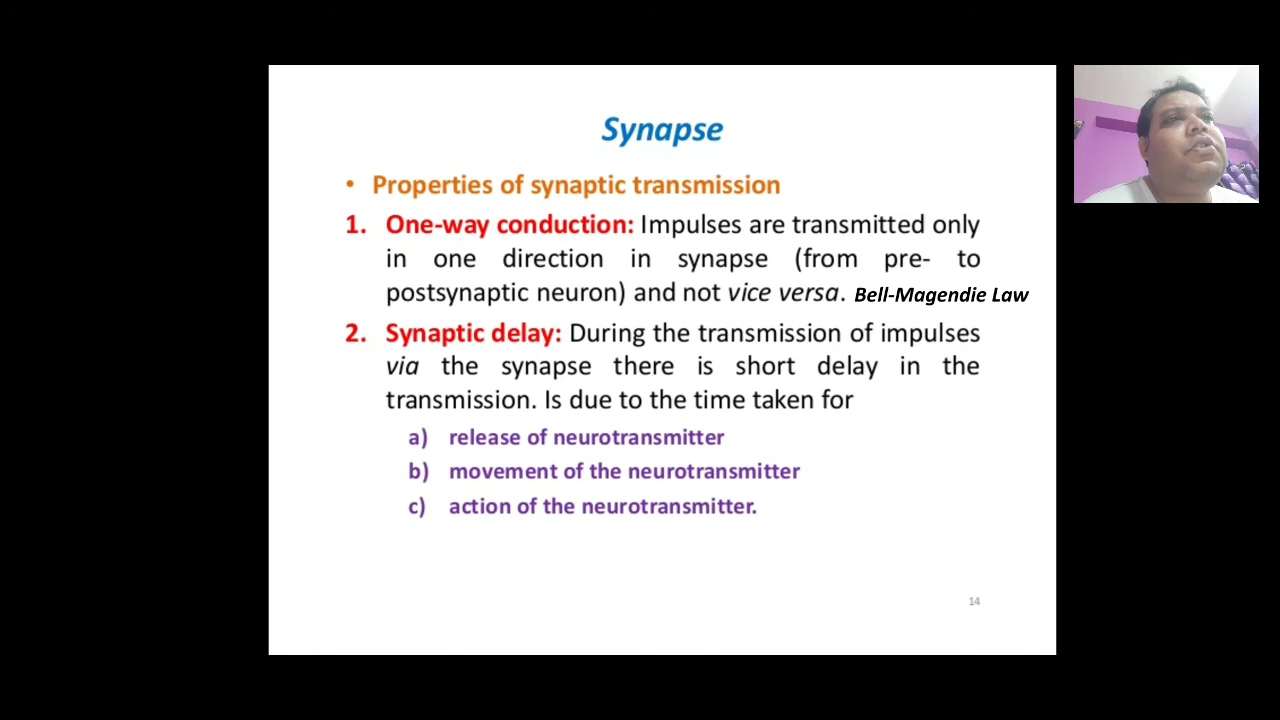 Synapse
• Properties of synaptic transmission
1. One-way conduction: Impulses are transmitted only
in one direction in synapse (from pre- to
postsynaptic neuron) and not vice versa. Bell-Magendie Law
2. Synaptic delay: During the transmission of impulses
via the synapse there is short delay in the
transmission. Is due to the time taken for
a) release of neurotransmitter
b) movement of the neurotransmitter
c) action of the neurotransmitter.
14